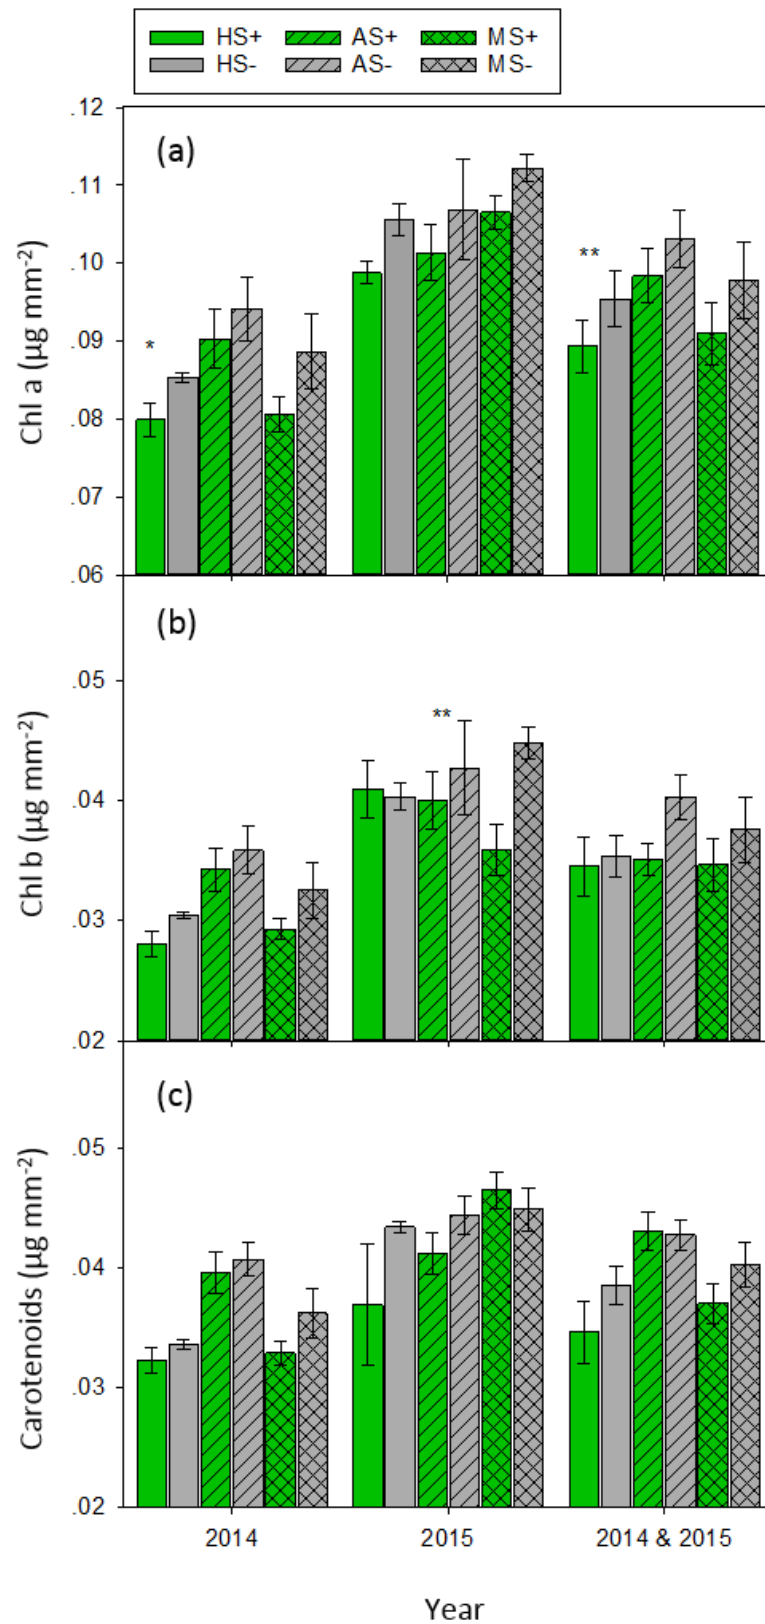 HS+ AS+ MS+
HS- AS- MS-
(a)
.12
.11
.10
.09
.08
.07
.06
Chl a (µg mm-2)
*
**
(b)
.05
.04
.03
.02
Chl b (µg mm-2)
**
(c)
.05
.04
.03
.02
Carotenoids (µg mm-2)
2014 2015 2014 & 2015
Year